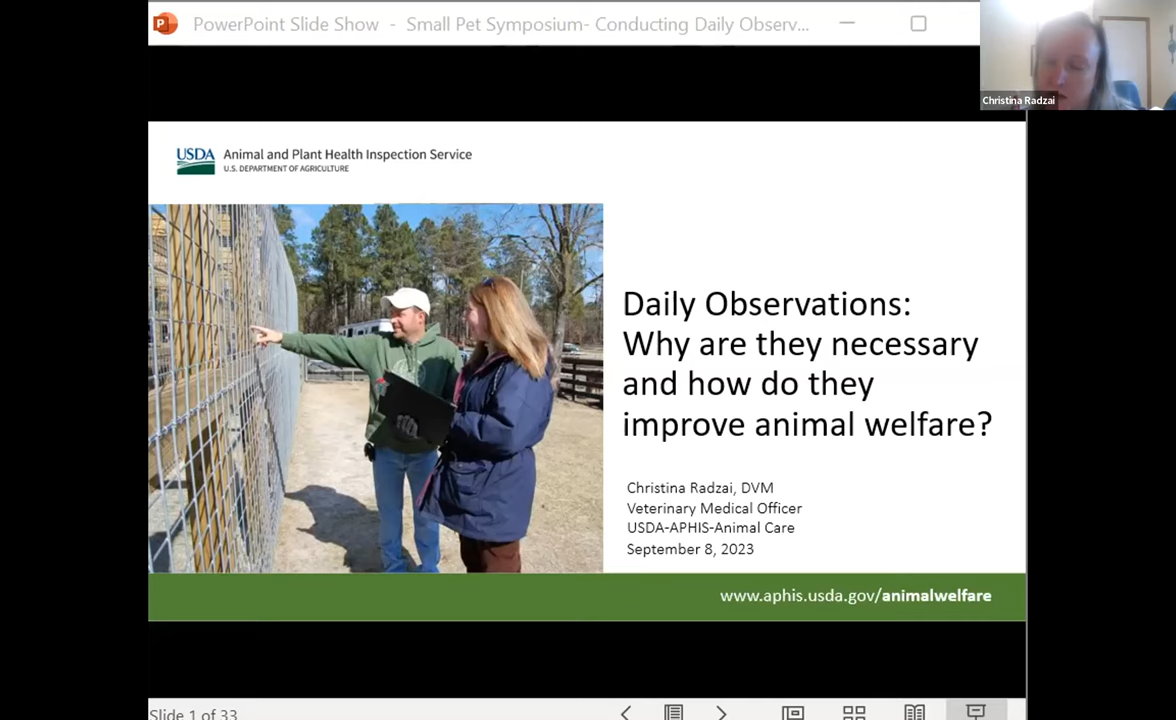 PowerPoint Slide Show - Small Pet Symposium- Conducting Daily Observ...
Christina Radzai
USDA Animal and Plant Health Inspection Service
U.S. DEPARTMENT OF AGRICULTURE
Daily Observations:
Why are they necessary
and how do they
improve animal welfare?
Christina Radzai, DVM
Veterinary Medical Officer
USDA-APHIS-Animal Care
September 8, 2023
www.aphis.usda.gov/animalwelfare
Slide 1 of 33